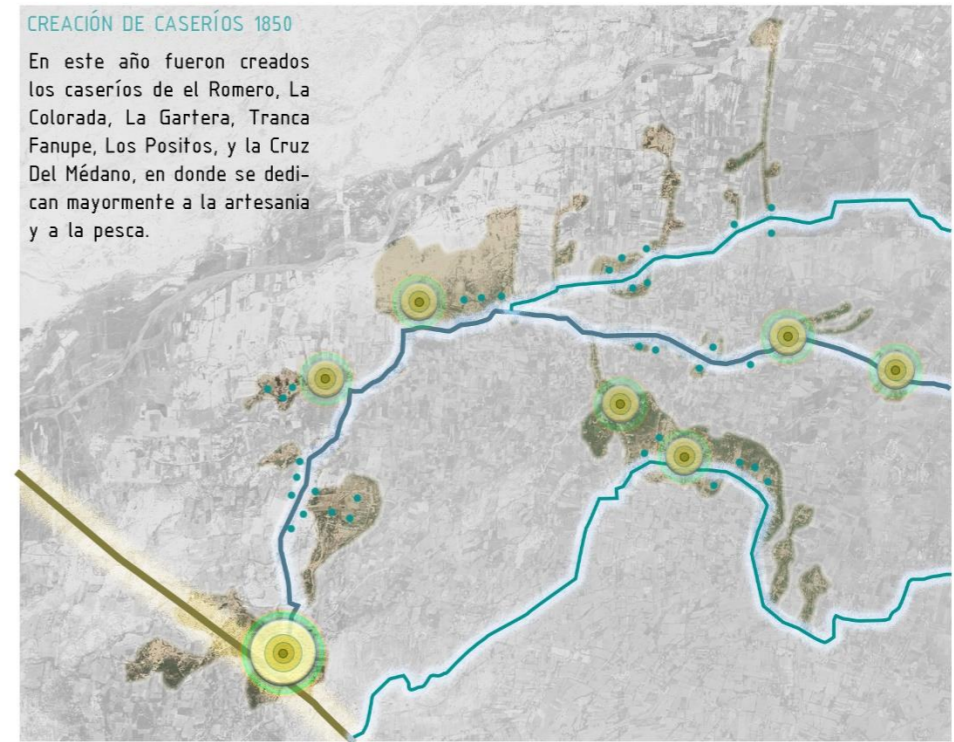 CREACIÓN DE CASERÍOS 1850
En este año fueron creados
los caseríos de el Romero, La
Colorada, La Gartera, Tranca
Fanupe, Los Positos, y la Cruz
Del Médano, en donde se dedi-
can mayormente a la artesania
y a la pesca.